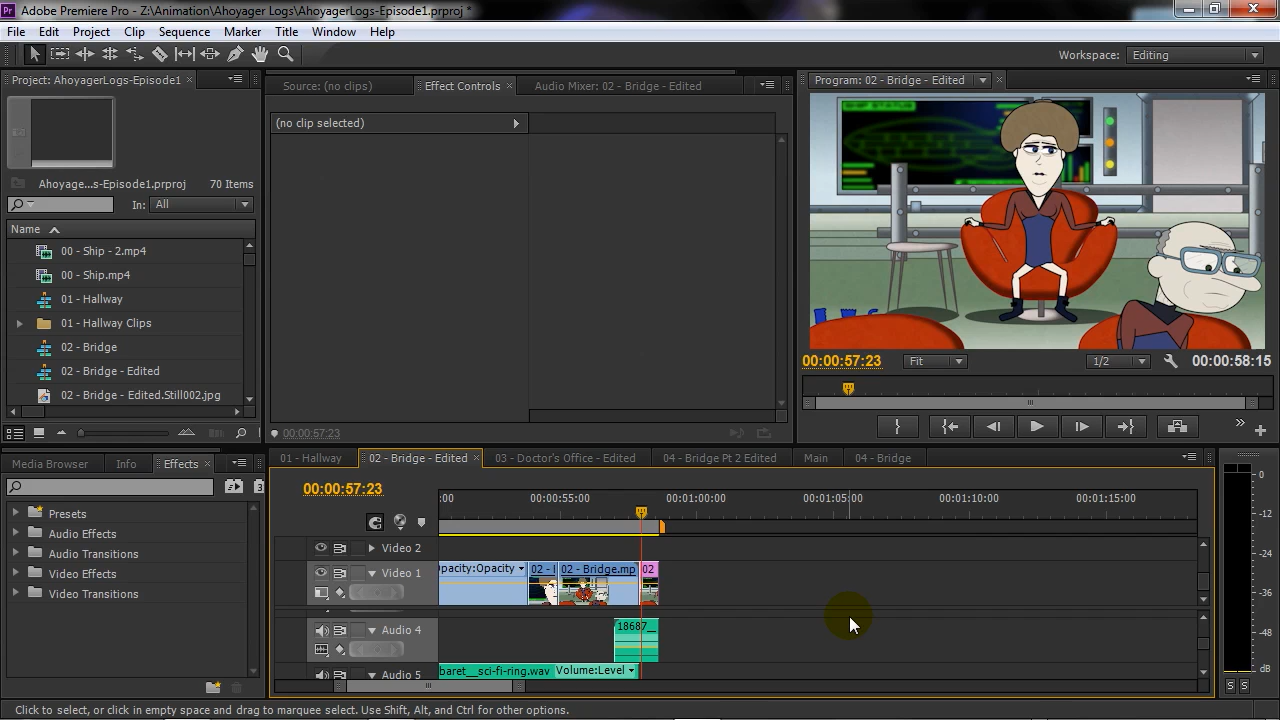 Adobe Premiere Pro - Z:\Animation\Ahoyager Logs\AhoyagerLogs-Episode1.prproj *
File Edit Project Clip Sequence Marker Title Window Help
Workspace: Editing
Project: AhoyagerLogs-Episode1
Source: (no clips) Effect Controls Audio Mixer: 02 - Bridge - Edited
Program: 02 - Bridge - Edited
(no clip selected)
SHIP STATUS
Ahoyage...s-Episode1.prproj 70 Items
In: All
Name
00 - Ship - 2.mp4
00 - Ship.mp4
01 - Hallway
01 - Hallway Clips
02 - Bridge
02 - Bridge - Edited
02 - Bridge - Edited.Still002.jpg
00:00:57:23 Fit 1/2 00:00:58:15
00:00:57:23
Media Browser Info Effects
01 - Hallway 02 - Bridge - Edited 03 - Doctor's Office - Edited 04 - Bridge Pt 2 Edited Main 04 - Bridge
00:00:57:23
:00 00:00:55:00 00:01:00:00 00:01:05:00 00:01:10:00 00:01:15:00
Presets
Audio Effects
Audio Transitions
Video Effects
Video Transitions
Video 2
Video 1
pacity:Opacity 02 - 02 - Bridge.mp 02
Audio 4
18687__
Audio 5
baret__sci-fi-ring.wav Volume:Level
0
-12
-24
-36
-48
dB
S S
Click to select, or click in empty space and drag to marquee select. Use Shift, Alt, and Ctrl for other options.